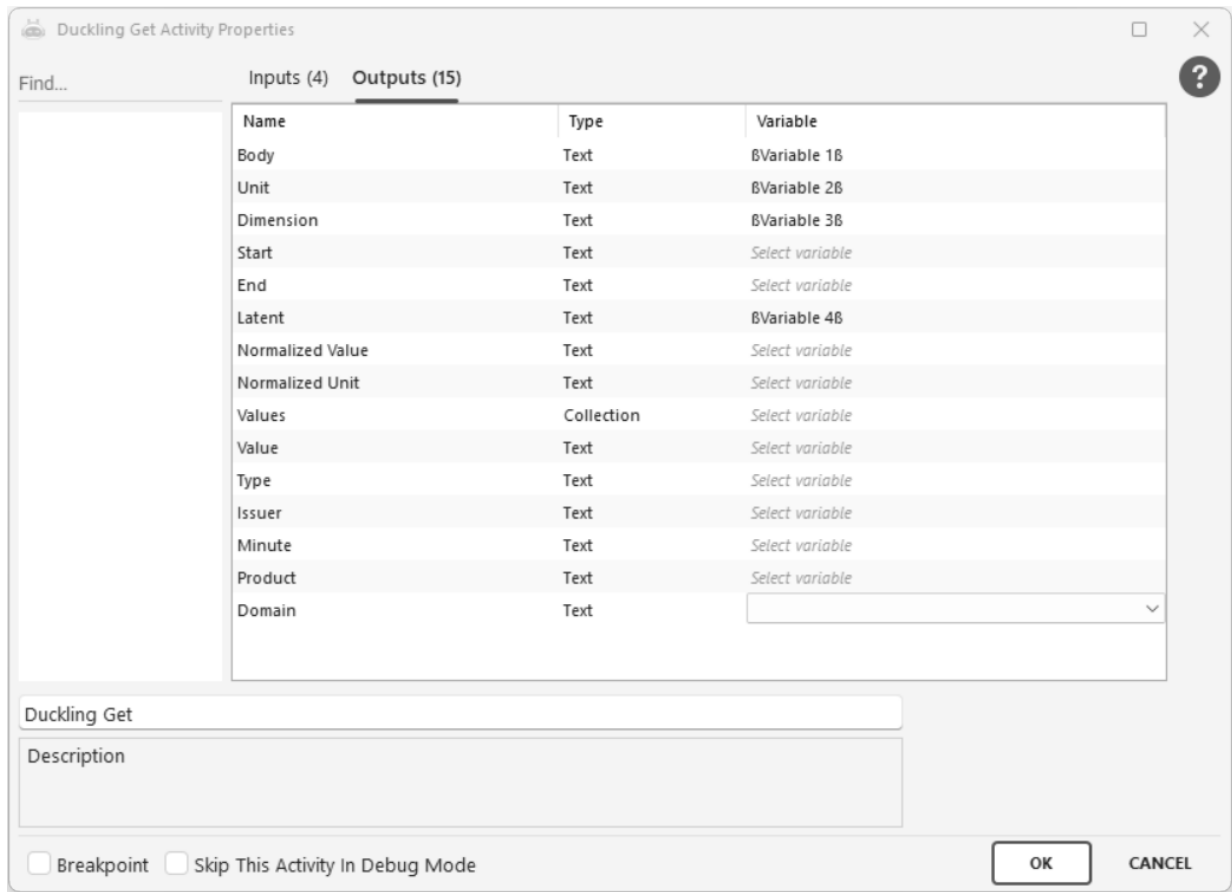 Duckling Get Activity Properties
Find...
Inputs (4) Outputs (15)
?
Name Type Variable
Body Text ßVariable 1ß
Unit Text ßVariable 2ß
Dimension Text ßVariable 3ß
Start Text Select variable
End Text Select variable
Latent Text ßVariable 4ß
Normalized Value Text Select variable
Normalized Unit Text Select variable
Values Collection Select variable
Value Text Select variable
Type Text Select variable
Issuer Text Select variable
Minute Text Select variable
Product Text Select variable
Domain Text
Duckling Get
Description
Breakpoint Skip This Activity In Debug Mode OK CANCEL